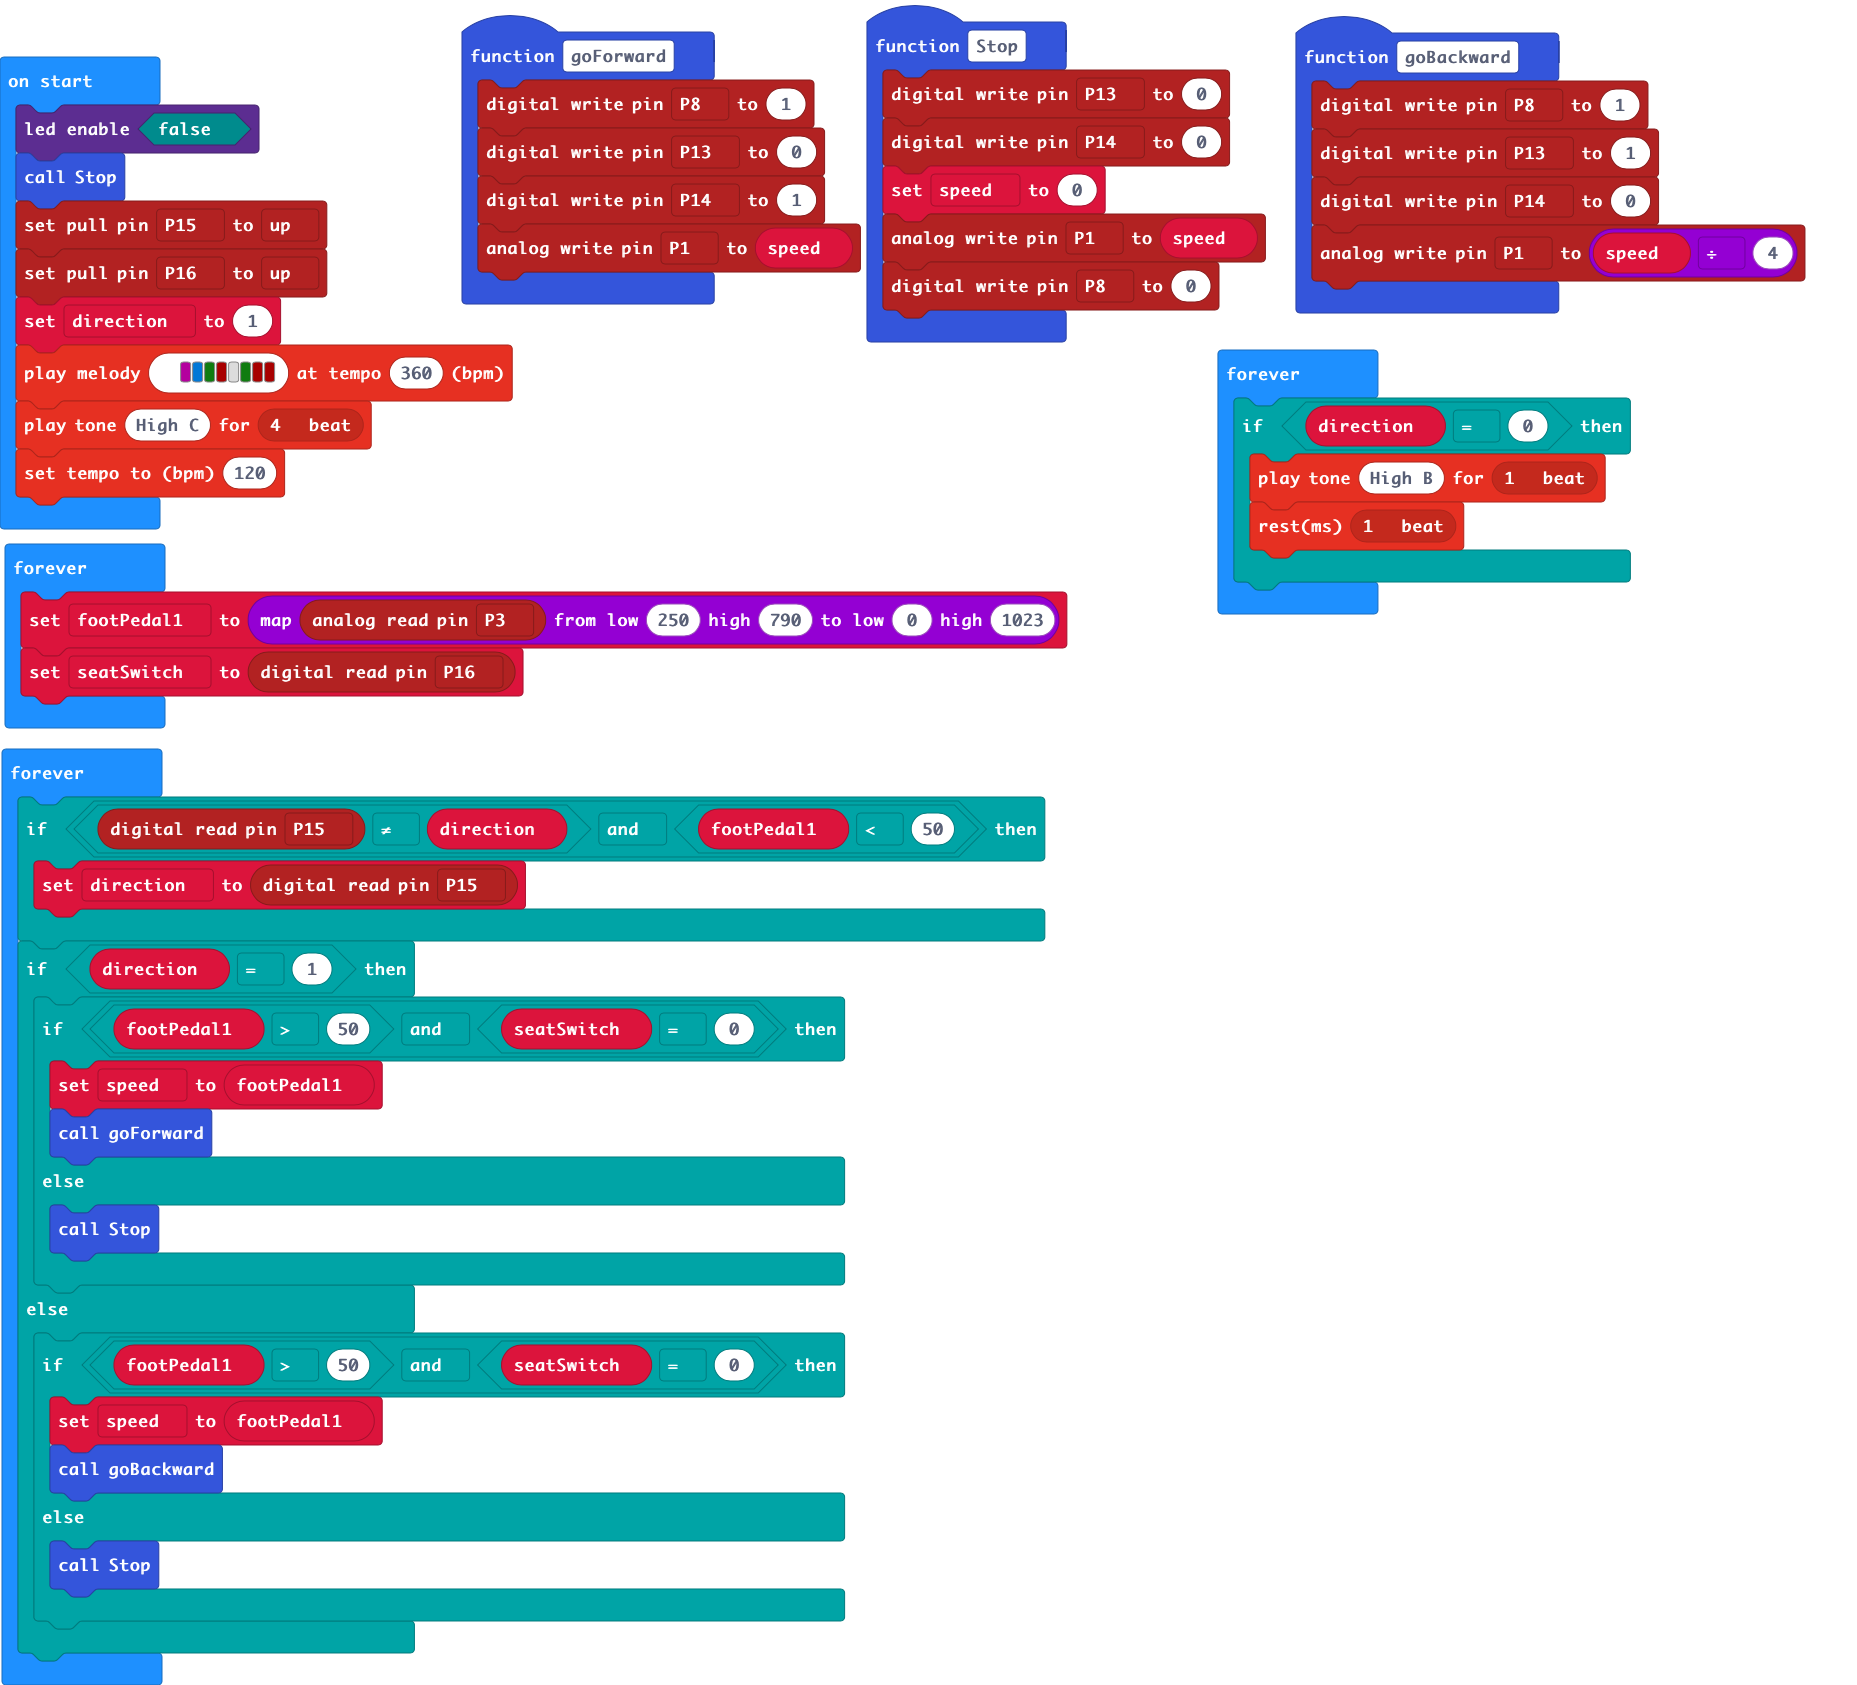 on start
led enable false
call Stop
set pull pin P15 to up
set pull pin P16 to up
set direction to 1
play melody at tempo 360 (bpm)
play tone High C for 4 beat
set tempo to (bpm) 120
function goForward
digital write pin P8 to 1
digital write pin P13 to 0
digital write pin P14 to 1
analog write pin P1 to speed
function Stop
digital write pin P13 to 0
digital write pin P14 to 0
set speed to 0
analog write pin P1 to speed
digital write pin P8 to 0
function goBackward
digital write pin P8 to 1
digital write pin P13 to 1
digital write pin P14 to 0
analog write pin P1 to speed ÷ 4
forever
if direction = 0 then
play tone High B for 1 beat
rest(ms) 1 beat
forever
set footPedal1 to map analog read pin P3 from low 250 high 790 to low 0 high 1023
set seatSwitch to digital read pin P16
forever
if digital read pin P15 ≠ direction and footPedal1 < 50 then
set direction to digital read pin P15
if direction = 1 then
if footPedal1 > 50 and seatSwitch = 0 then
set speed to footPedal1
call goForward
else
call Stop
else
if footPedal1 > 50 and seatSwitch = 0 then
set speed to footPedal1
call goBackward
else
call Stop